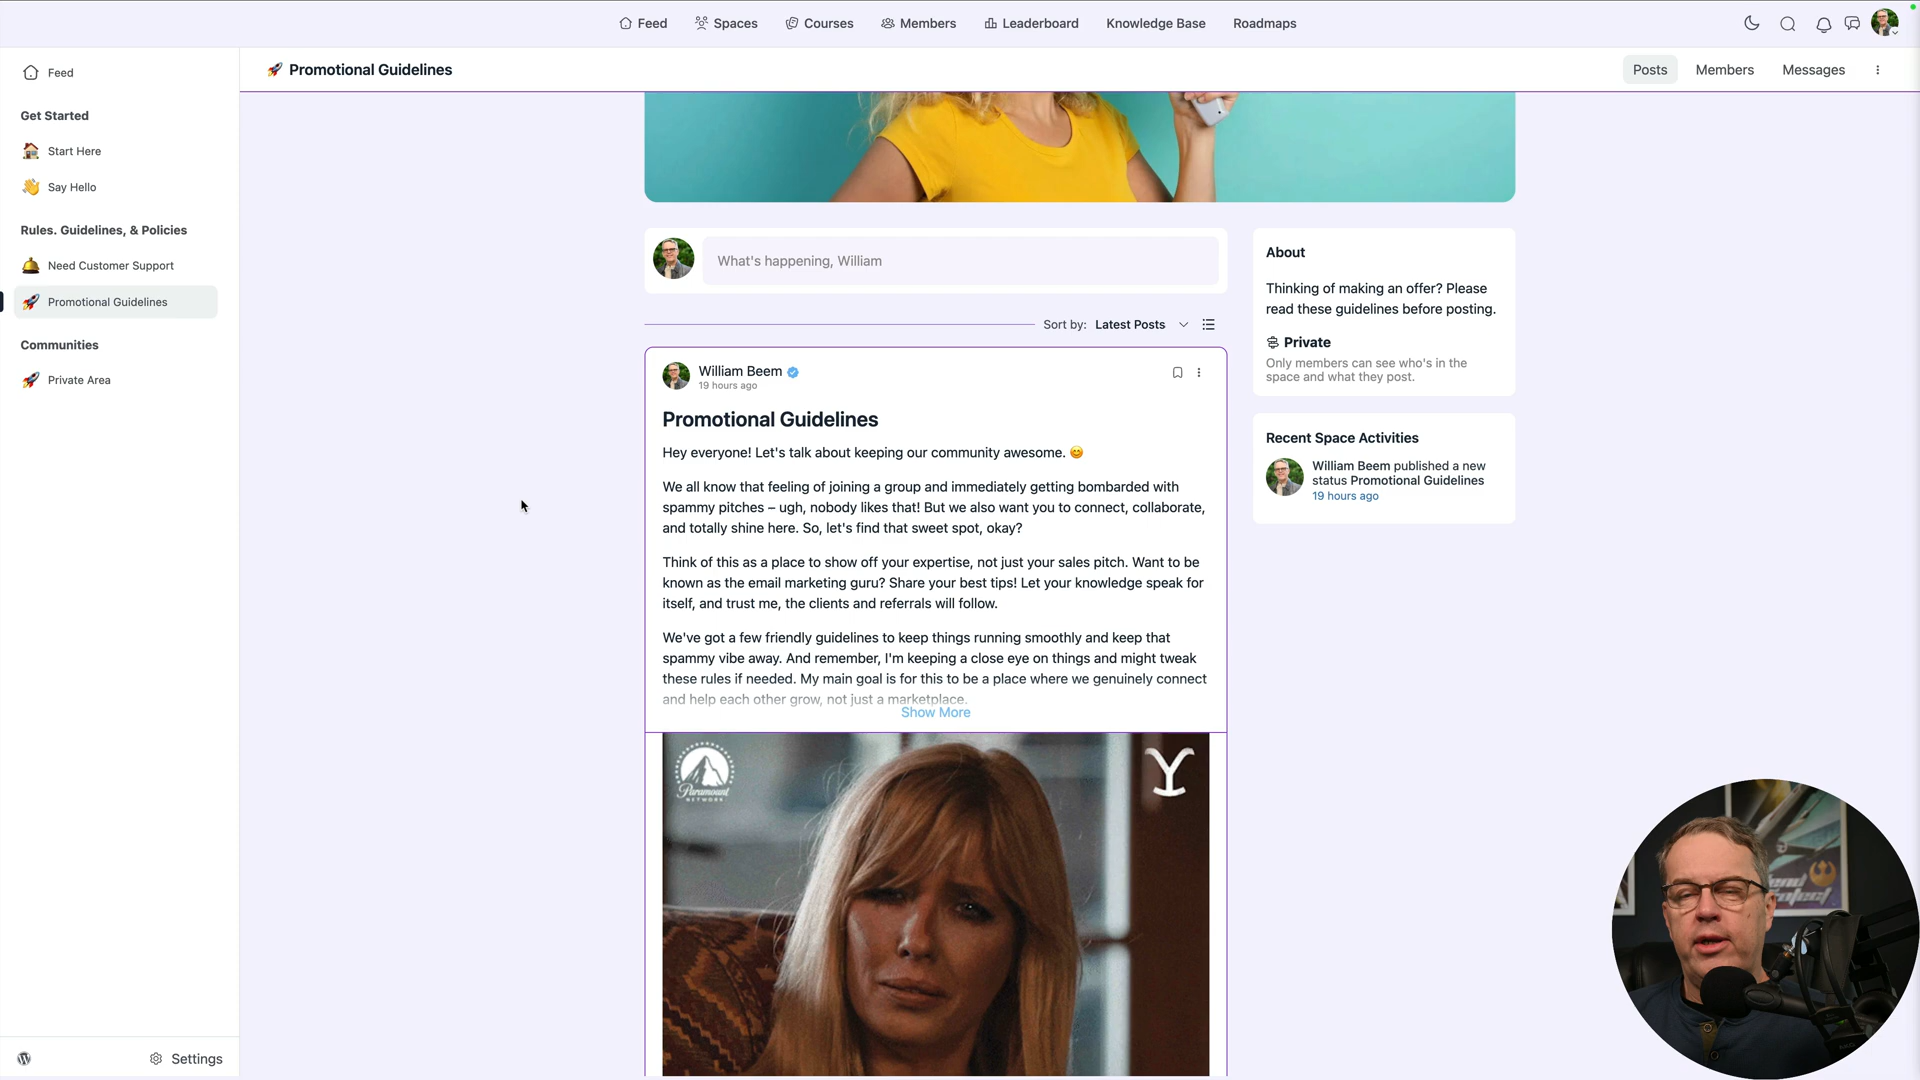 Feed
Spaces
Courses
Members
Leaderboard
Knowledge Base
Roadmaps
Feed
Get Started
Start Here
Say Hello
Rules. Guidelines, & Policies
Need Customer Support
Promotional Guidelines
Communities
Private Area
Settings
Promotional Guidelines
Posts
Members
Messages
What's happening, William
Sort by: Latest Posts
William Beem
19 hours ago
Promotional Guidelines
Hey everyone! Let's talk about keeping our community awesome. 😊
We all know that feeling of joining a group and immediately getting bombarded with
spammy pitches – ugh, nobody likes that! But we also want you to connect, collaborate,
and totally shine here. So, let's find that sweet spot, okay?
Think of this as a place to show off your expertise, not just your sales pitch. Want to be
known as the email marketing guru? Share your best tips! Let your knowledge speak for
itself, and trust me, the clients and referrals will follow.
We've got a few friendly guidelines to keep things running smoothly and keep that
spammy vibe away. And remember, I'm keeping a close eye on things and might tweak
these rules if needed. My main goal is for this to be a place where we genuinely connect
and help each other grow, not just a marketplace.
Show More
Paramount
NETWORK
Y
About
Thinking of making an offer? Please
read these guidelines before posting.
Private
Only members can see who's in the
space and what they post.
Recent Space Activities
William Beem published a new
status Promotional Guidelines
19 hours ago